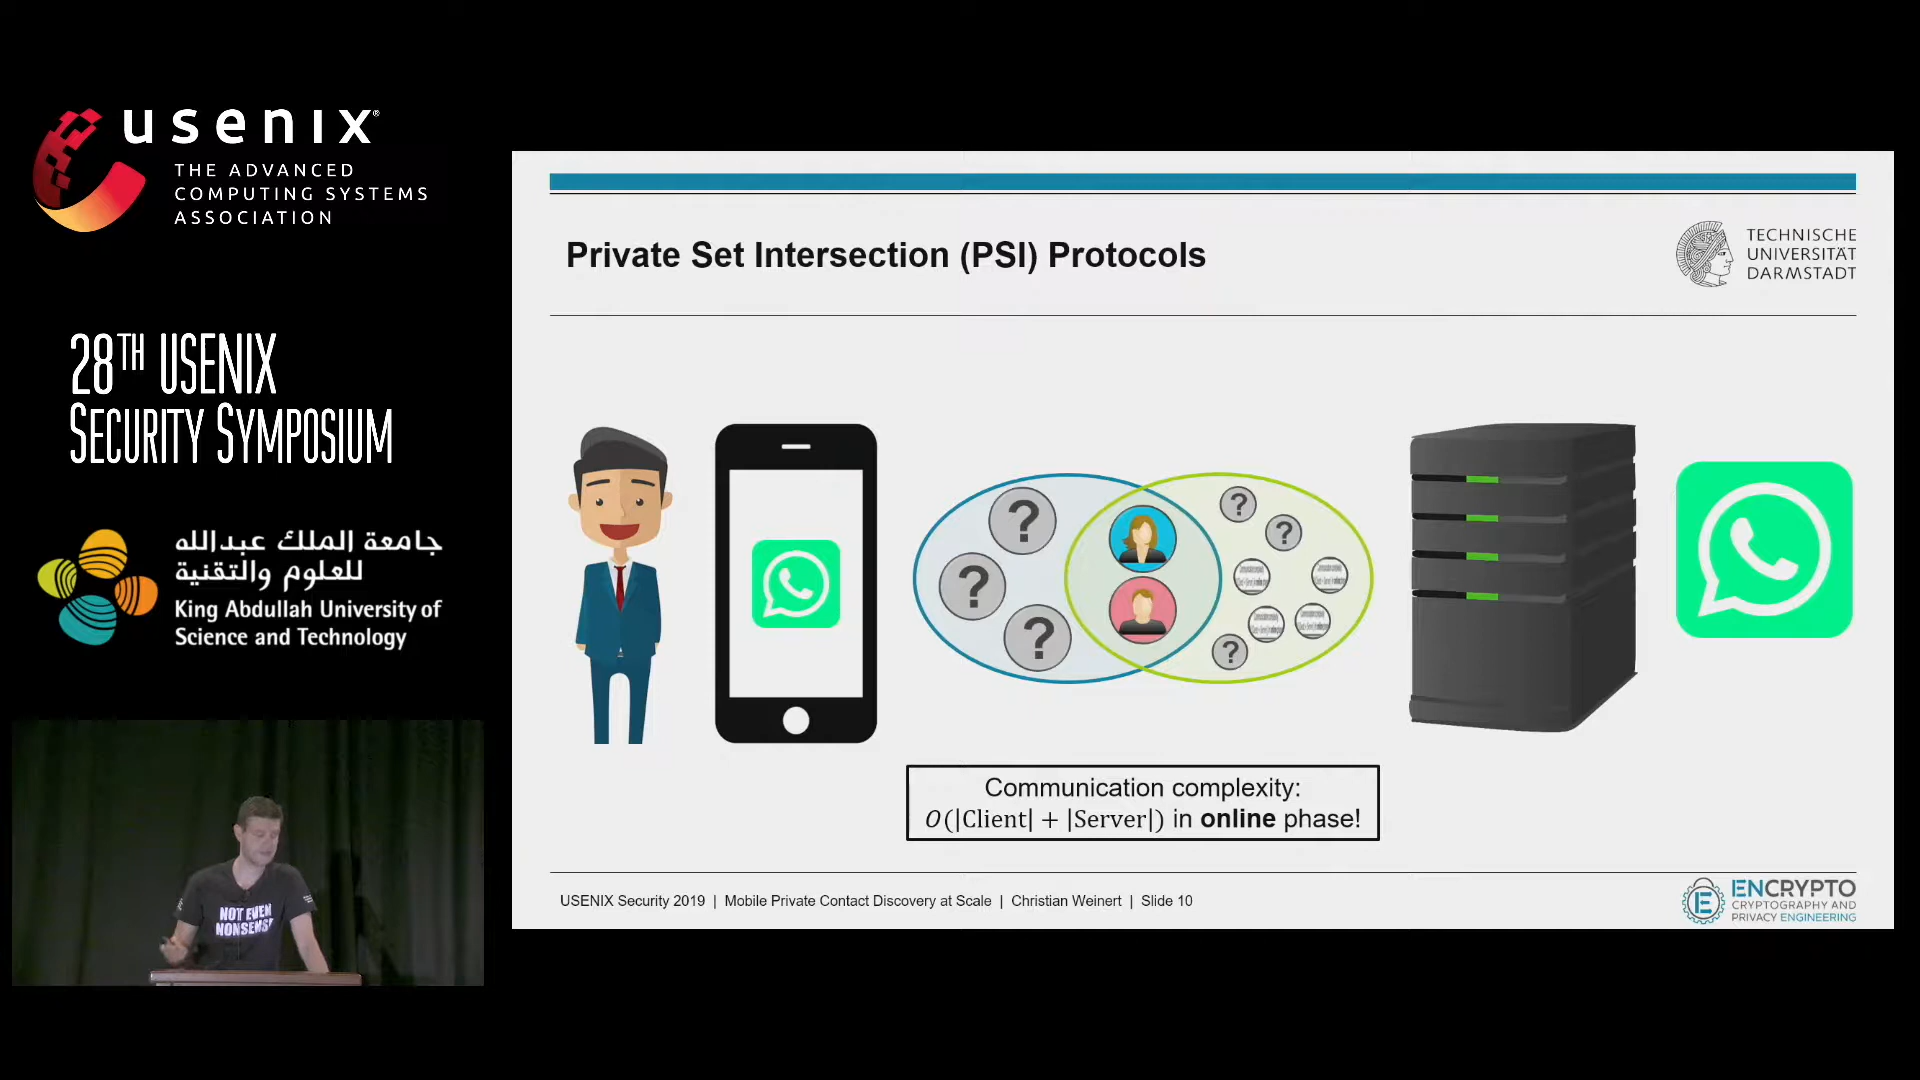 usenix®
THE ADVANCED
COMPUTING SYSTEMS
ASSOCIATION
28TH USENIX
SECURITY SYMPOSIUM
جامعة الملك عبدالله
للعلوم والتقنية
King Abdullah University of
Science and Technology
NOT EVEN
NONSENSE
Private Set Intersection (PSI) Protocols
TECHNISCHE
UNIVERSITÄT
DARMSTADT
?
?
?
?
?
?
Communication complexity:
O(|Client| + |Server|) in online phase!
USENIX Security 2019 | Mobile Private Contact Discovery at Scale | Christian Weinert | Slide 10
E
ENCRYPTO
CRYPTOGRAPHY AND
PRIVACY ENGINEERING